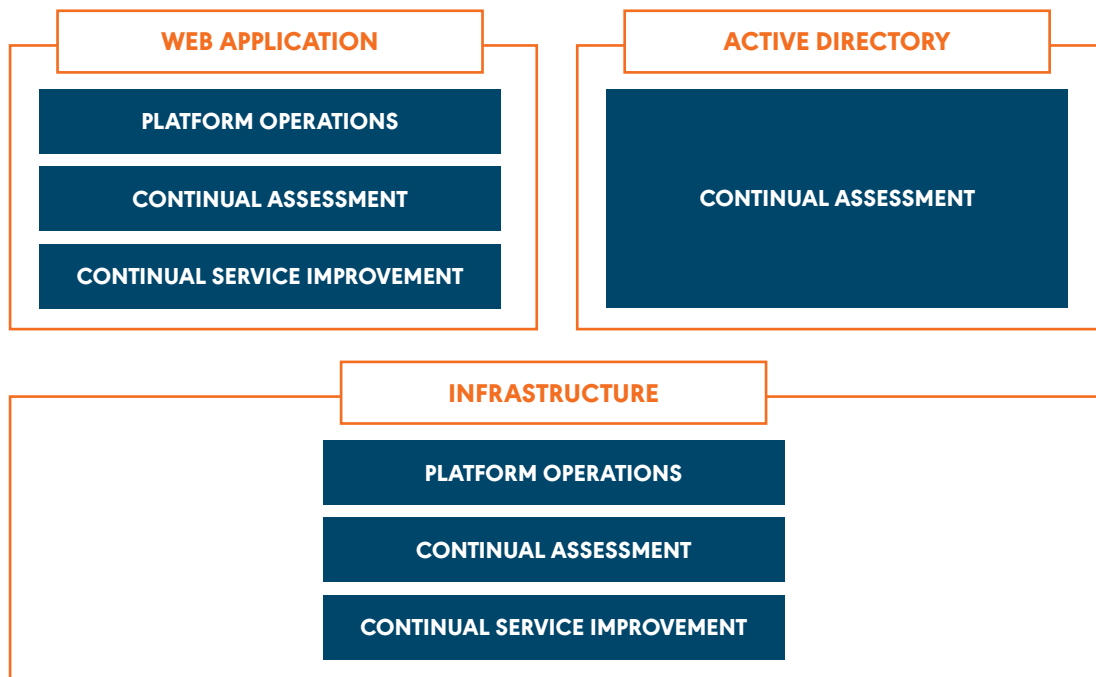 WEB APPLICATION
PLATFORM OPERATIONS
CONTINUAL ASSESSMENT
CONTINUAL SERVICE IMPROVEMENT
ACTIVE DIRECTORY
CONTINUAL ASSESSMENT
INFRASTRUCTURE
PLATFORM OPERATIONS
CONTINUAL ASSESSMENT
CONTINUAL SERVICE IMPROVEMENT